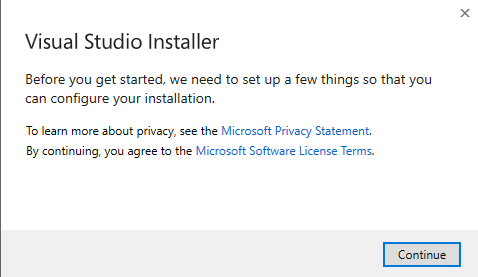 Visual Studio Installer
Before you get started, we need to set up a few things so that you
can configure your installation.
To learn more about privacy, see the Microsoft Privacy Statement.
By continuing, you agree to the Microsoft Software License Terms.
Continue